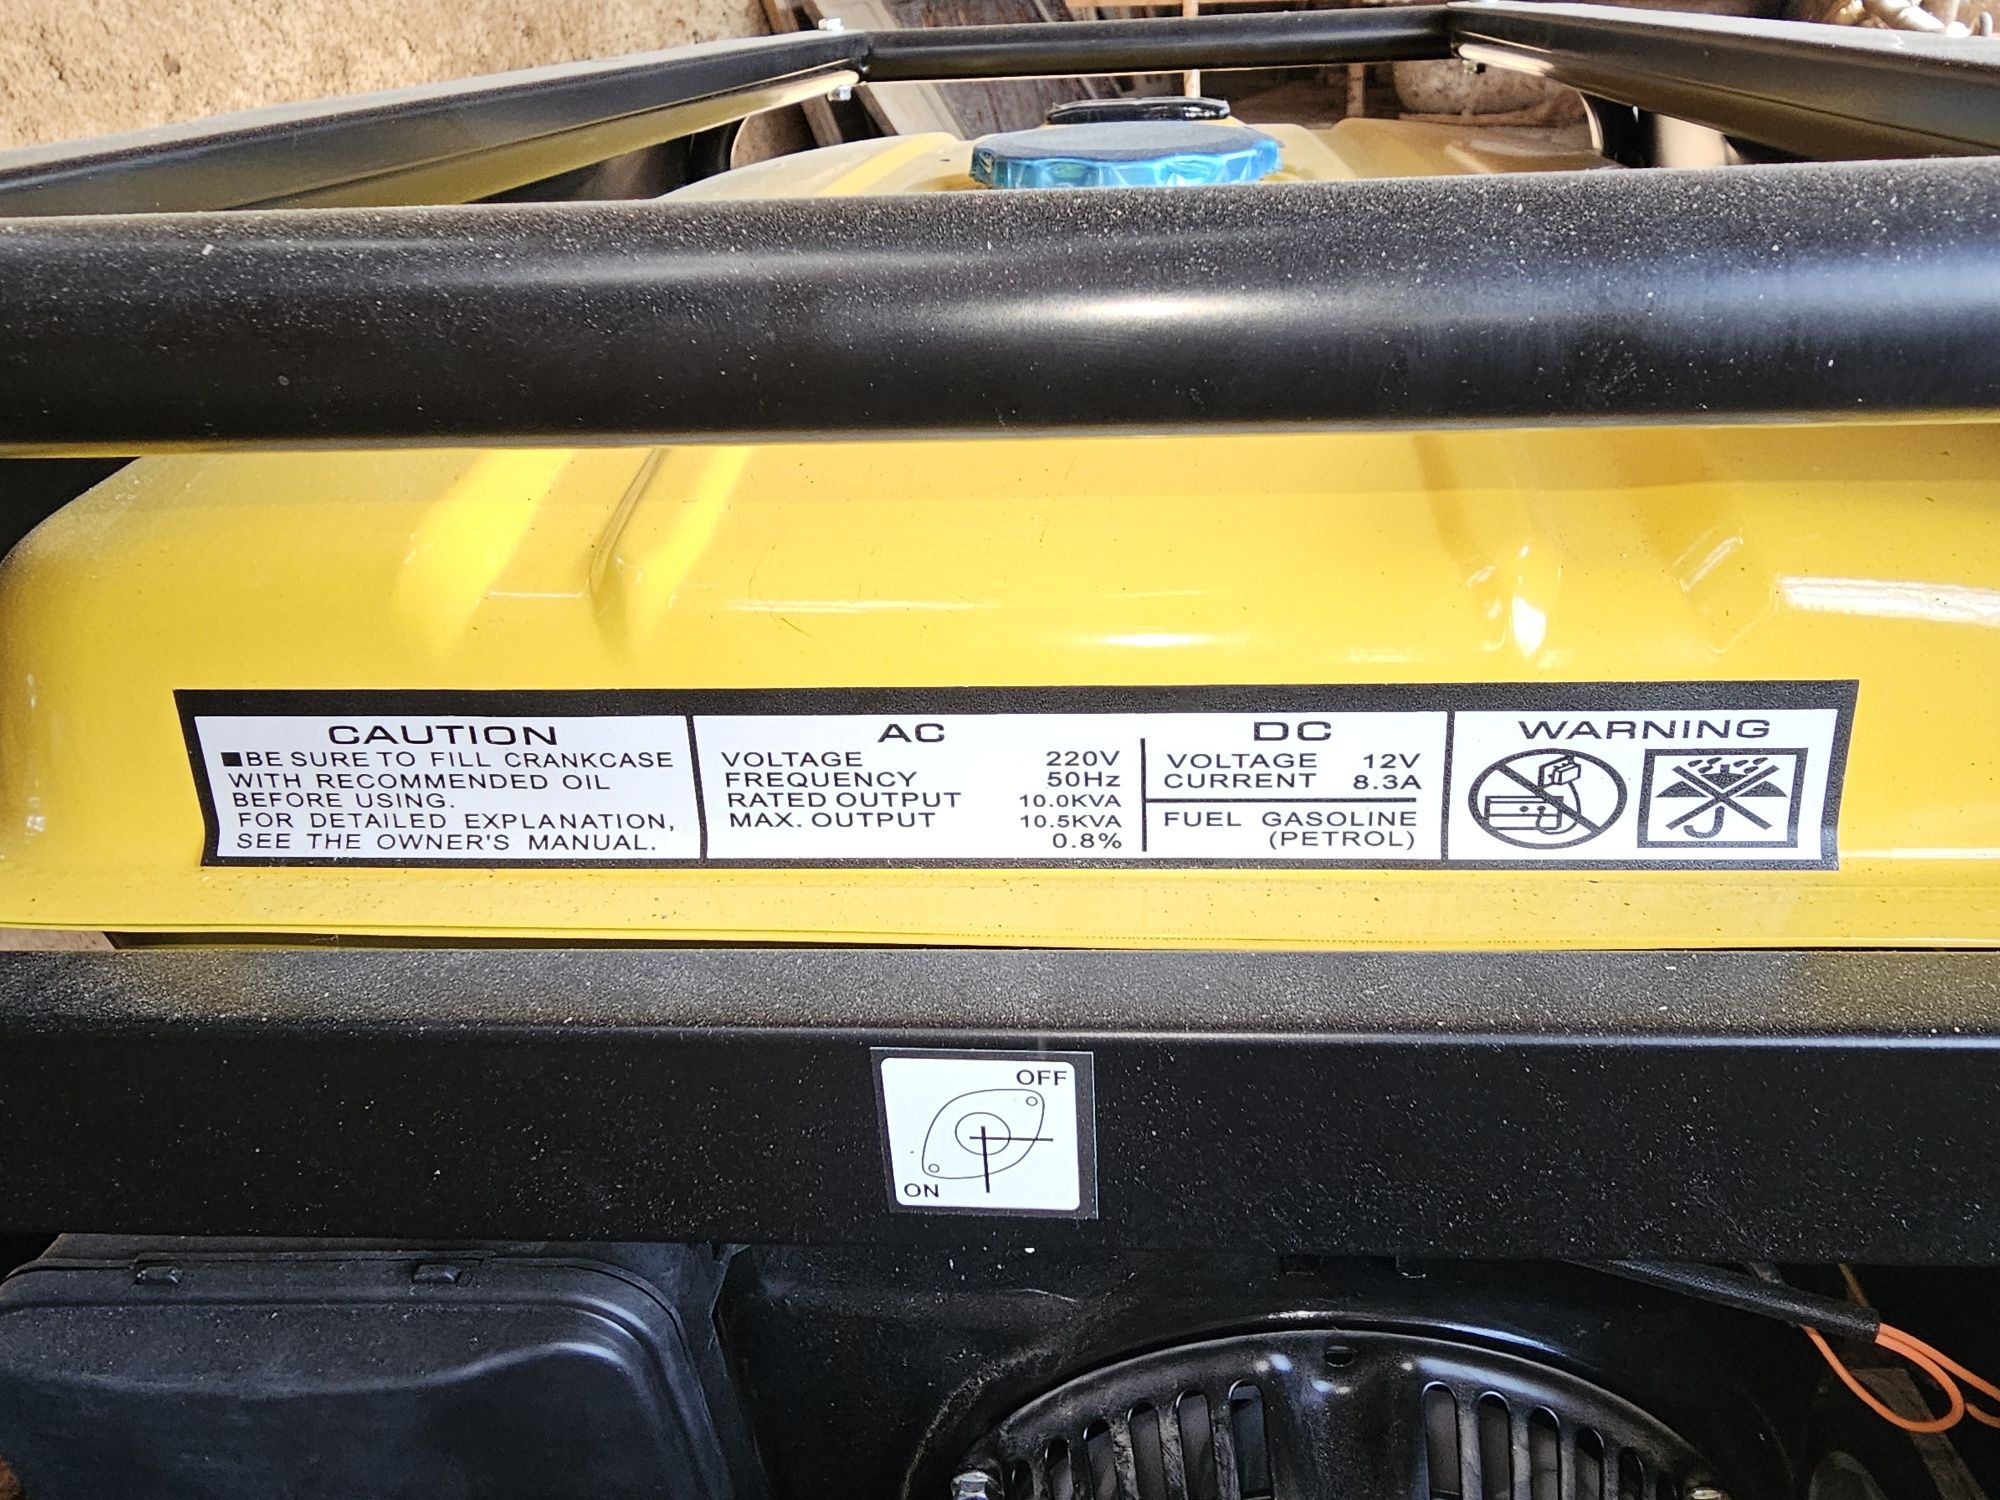 CAUTION
■BE SURE TO FILL CRANKCASE
WITH RECOMMENDED OIL
BEFORE USING.
FOR DETAILED EXPLANATION,
SEE THE OWNER'S MANUAL.
AC
VOLTAGE 220V
FREQUENCY 50Hz
RATED OUTPUT 10.0KVA
MAX. OUTPUT 10.5KVA
0.8%
DC
VOLTAGE 12V
CURRENT 8.3A
FUEL GASOLINE
(PETROL)
WARNING
OFF
ON